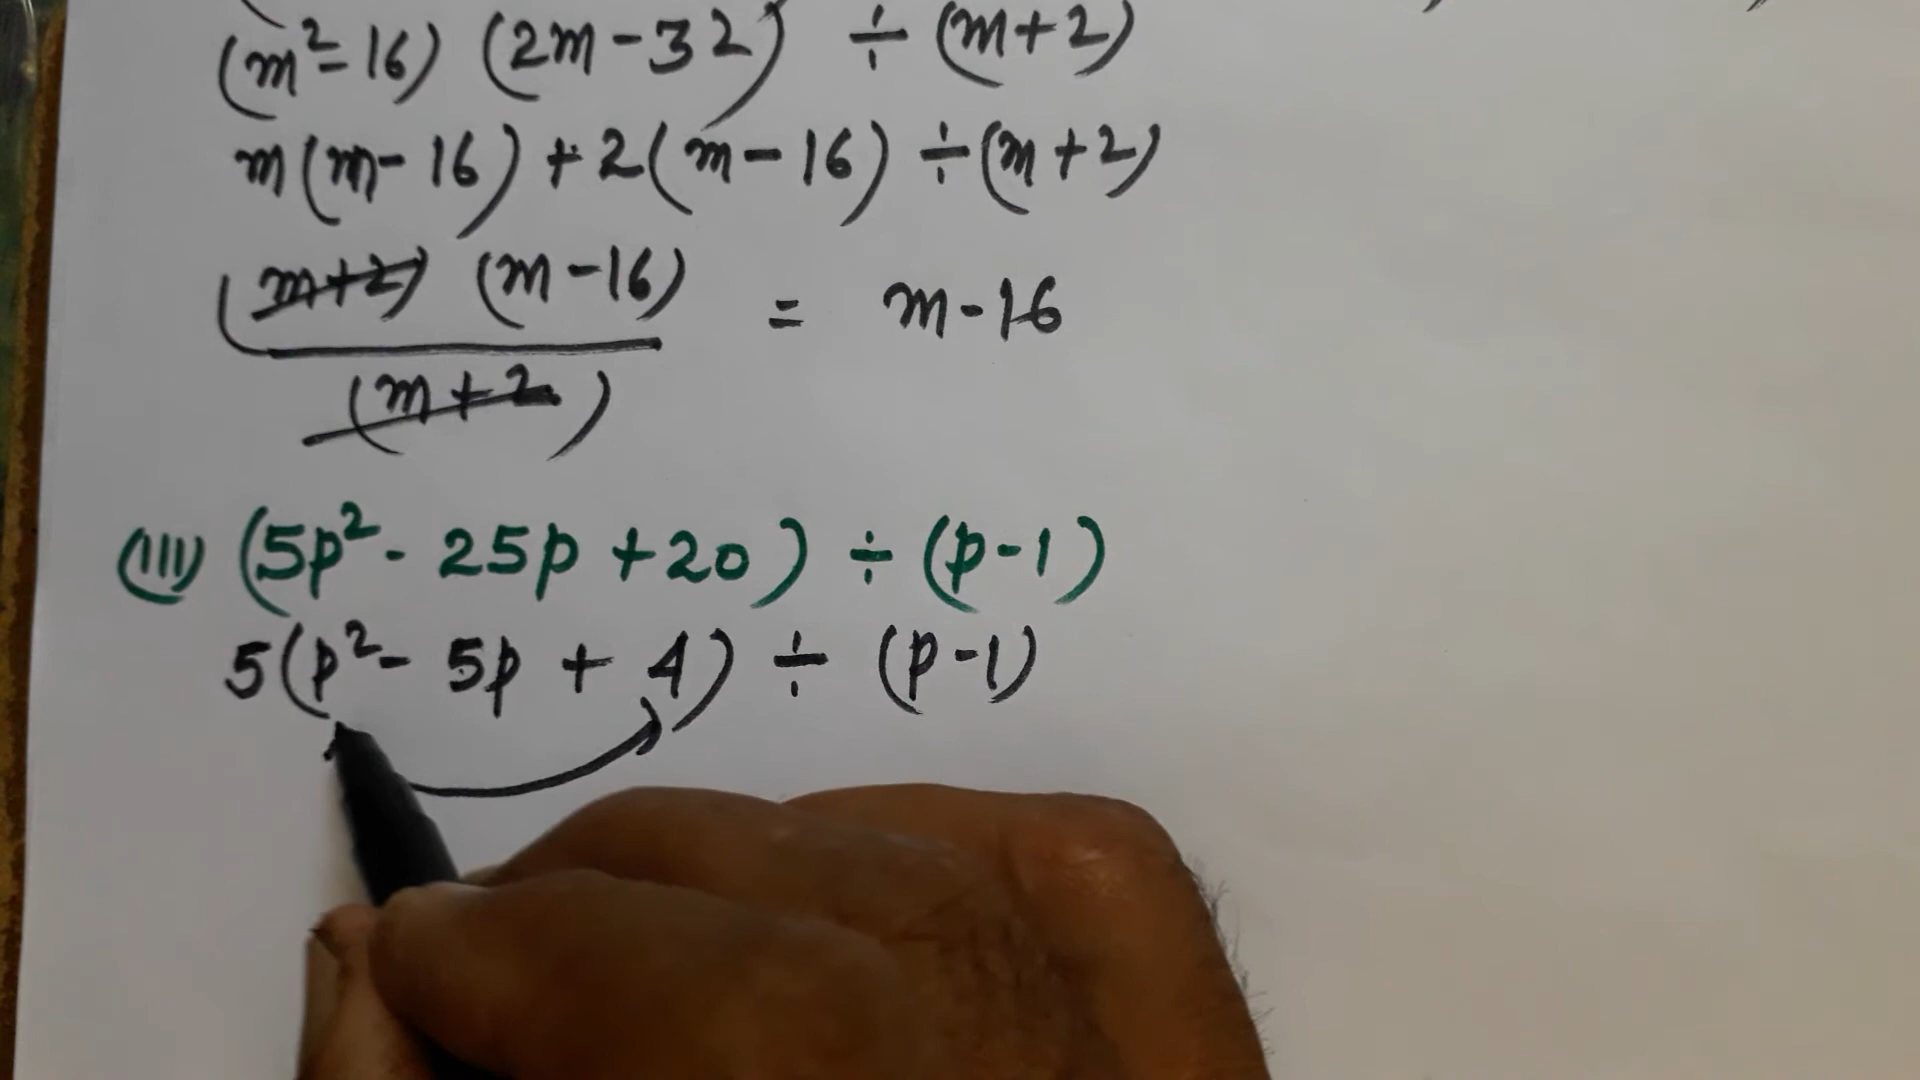 (m²-16) (2m-32) ÷ (m+2)
m(m-16)+2(m-16) ÷(m+2)
(m+2) (m-16)
= m-16
(m+2)
(III) (5p²- 25p +20) ÷ (p-1)
5(p²- 5p + 4) ÷ (p-1)